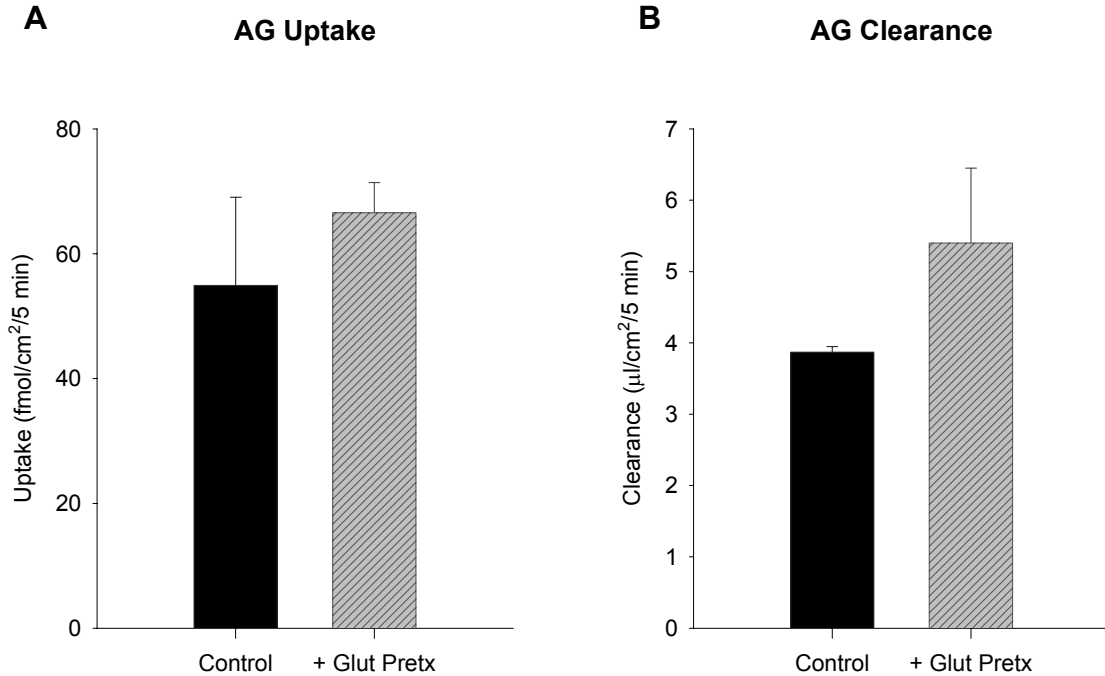 A
AG Uptake
80
60
40
20
0
Uptake (fmol/cm²/5 min)
Control
+ Glut Pretx
B
AG Clearance
7
6
5
4
3
2
1
0
Clearance (µl/cm²/5 min)
Control
+ Glut Pretx